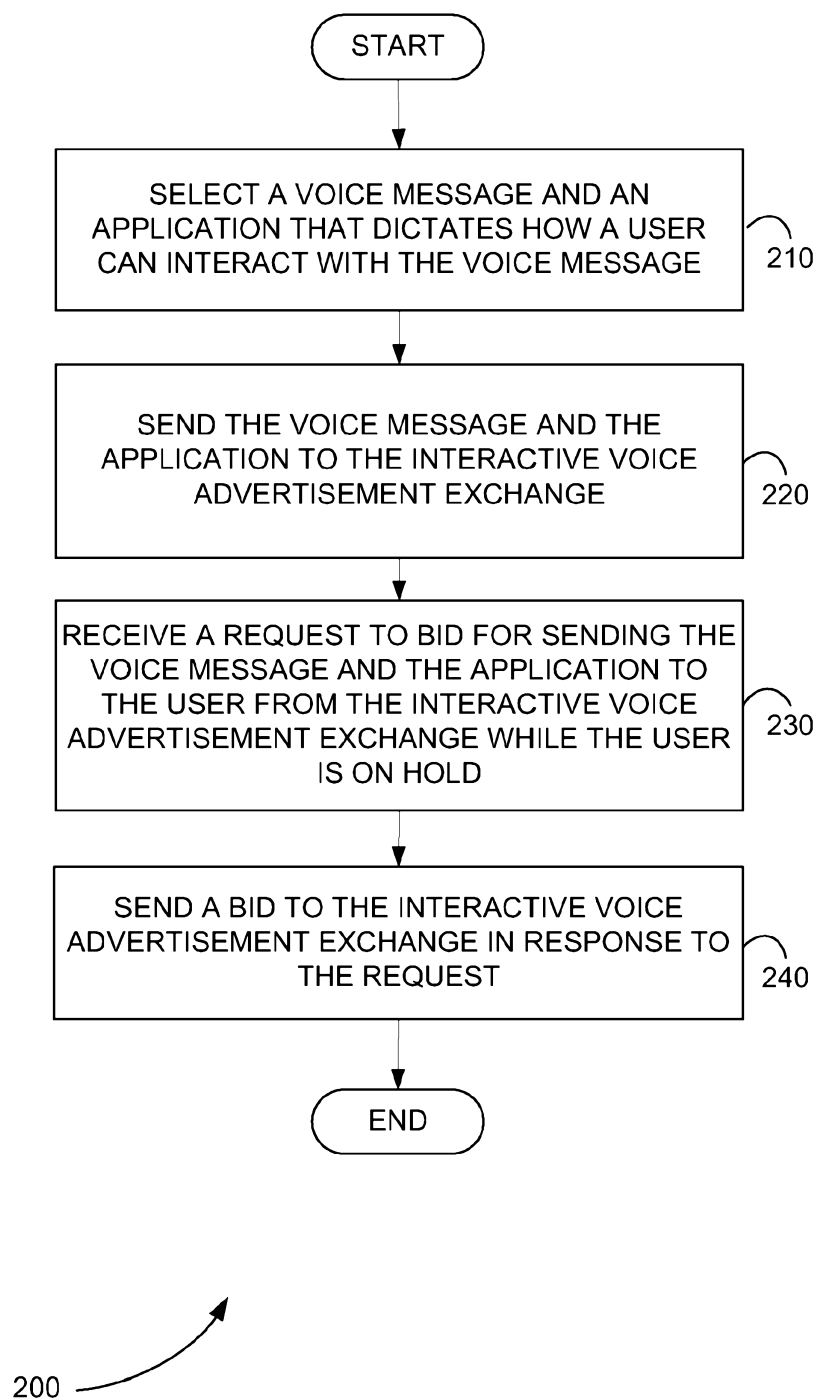 START
SELECT A VOICE MESSAGE AND AN
APPLICATION THAT DICTATES HOW A USER
CAN INTERACT WITH THE VOICE MESSAGE
210
SEND THE VOICE MESSAGE AND THE
APPLICATION TO THE INTERACTIVE VOICE
ADVERTISEMENT EXCHANGE
220
RECEIVE A REQUEST TO BID FOR SENDING THE
VOICE MESSAGE AND THE APPLICATION TO
THE USER FROM THE INTERACTIVE VOICE
ADVERTISEMENT EXCHANGE WHILE THE USER
IS ON HOLD
230
SEND A BID TO THE INTERACTIVE VOICE
ADVERTISEMENT EXCHANGE IN RESPONSE TO
THE REQUEST
240
END
200